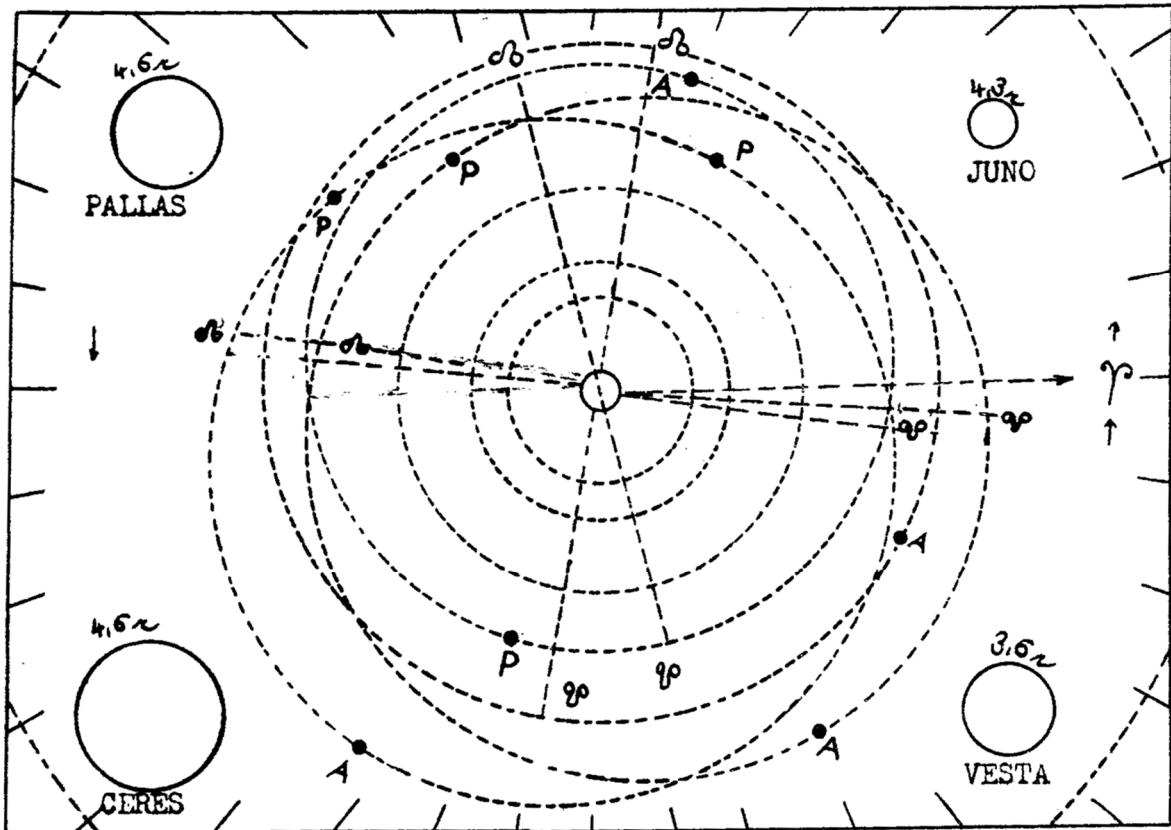 ☊ ☊
4,6r
A
4,3r
P P
JUNO
PALLAS
P
☊ ☊
♈
☋ ☋
A
4,6r
P
☋ ☋
3,6r
A
A
CERES
VESTA